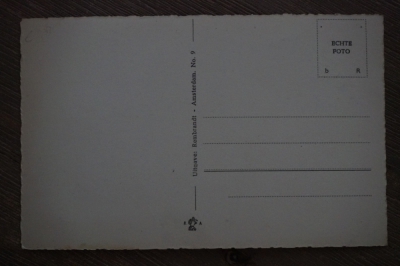 ECHTE
FOTO
b R
Uitgave: Rembrandt - Amsterdam. No. 9
R A